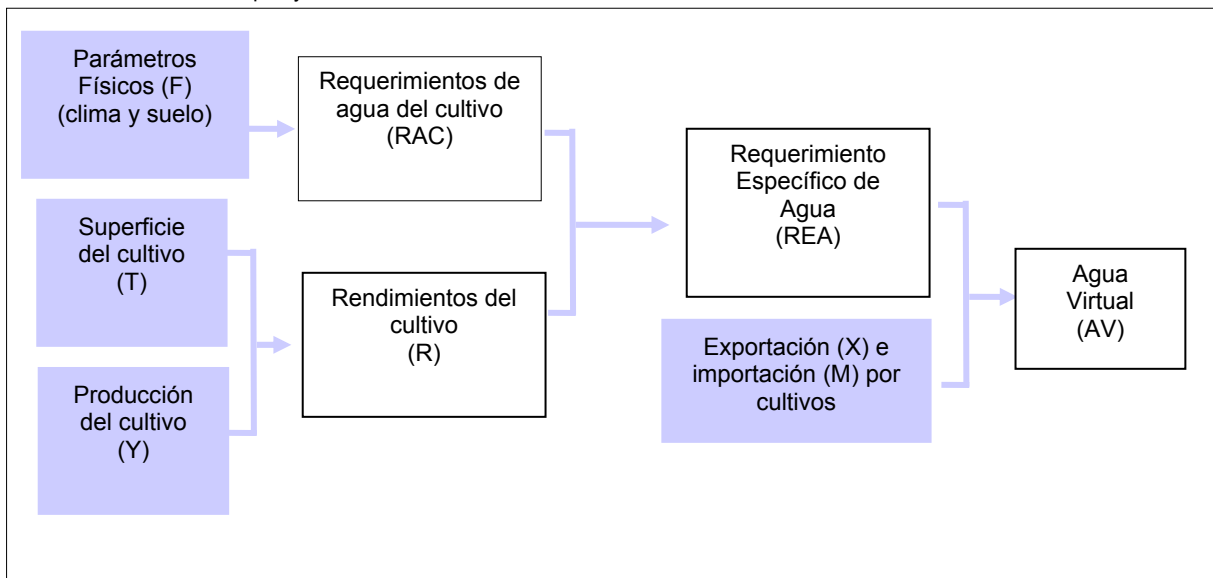 Parámetros
Físicos (F)
(clima y suelo)
Requerimientos de
agua del cultivo
(RAC)
Superficie
del cultivo
(T)
Rendimientos del
cultivo
(R)
Producción
del cultivo
(Y)
Requerimiento
Específico de
Agua
(REA)
Exportación (X) e
importación (M) por
cultivos
Agua
Virtual
(AV)